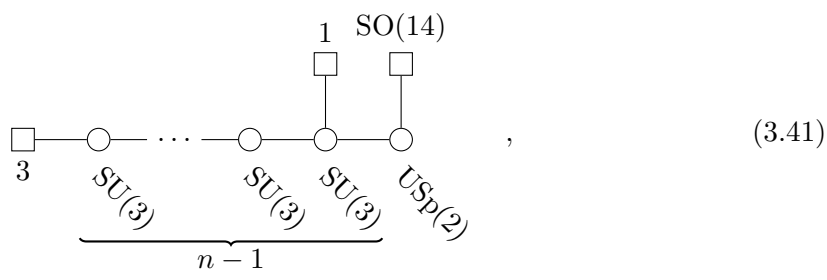 1 SO(14)
··· , (3.41)
3 SU(3) SU(3) SU(3) USp(2)
n − 1